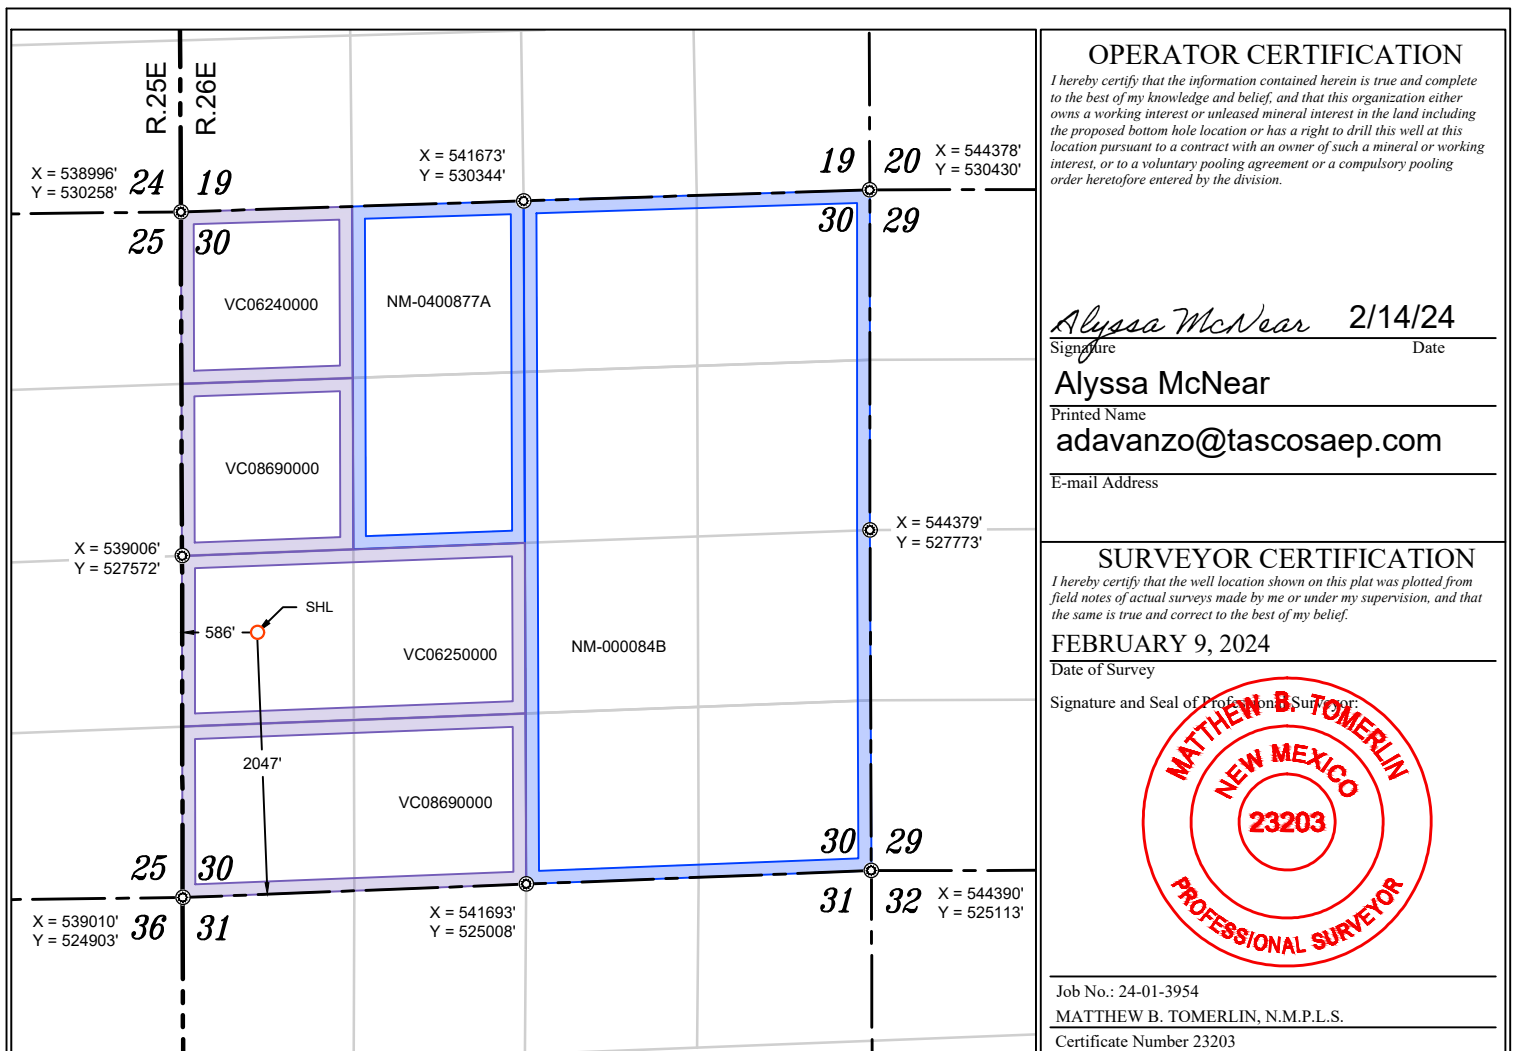 R.25E
R.26E
X = 538996'
Y = 530258'
24
19
25
30
X = 541673'
Y = 530344'
19
20
30
29
X = 544378'
Y = 530430'
VC06240000
NM-0400877A
VC08690000
X = 539006'
Y = 527572'
X = 544379'
Y = 527773'
SHL
586'
VC06250000
NM-000084B
2047'
VC08690000
25
30
36
31
X = 539010'
Y = 524903'
X = 541693'
Y = 525008'
30
29
31
32
X = 544390'
Y = 525113'
OPERATOR CERTIFICATION
I hereby certify that the information contained herein is true and complete
to the best of my knowledge and belief, and that this organization either
owns a working interest or unleased mineral interest in the land including
the proposed bottom hole location or has a right to drill this well at this
location pursuant to a contract with an owner of such a mineral or working
interest, or to a voluntary pooling agreement or a compulsory pooling
order heretofore entered by the division.
Alyssa McNear 2/14/24
Signature Date
Alyssa McNear
Printed Name
adavanzo@tascosaep.com
E-mail Address
SURVEYOR CERTIFICATION
I hereby certify that the well location shown on this plat was plotted from
field notes of actual surveys made by me or under my supervision, and that
the same is true and correct to the best of my belief.
FEBRUARY 9, 2024
Date of Survey
Signature and Seal of Professional Surveyor:
MATTHEW B. TOMERLIN
NEW MEXICO
23203
PROFESSIONAL SURVEYOR
Job No.: 24-01-3954
MATTHEW B. TOMERLIN, N.M.P.L.S.
Certificate Number 23203